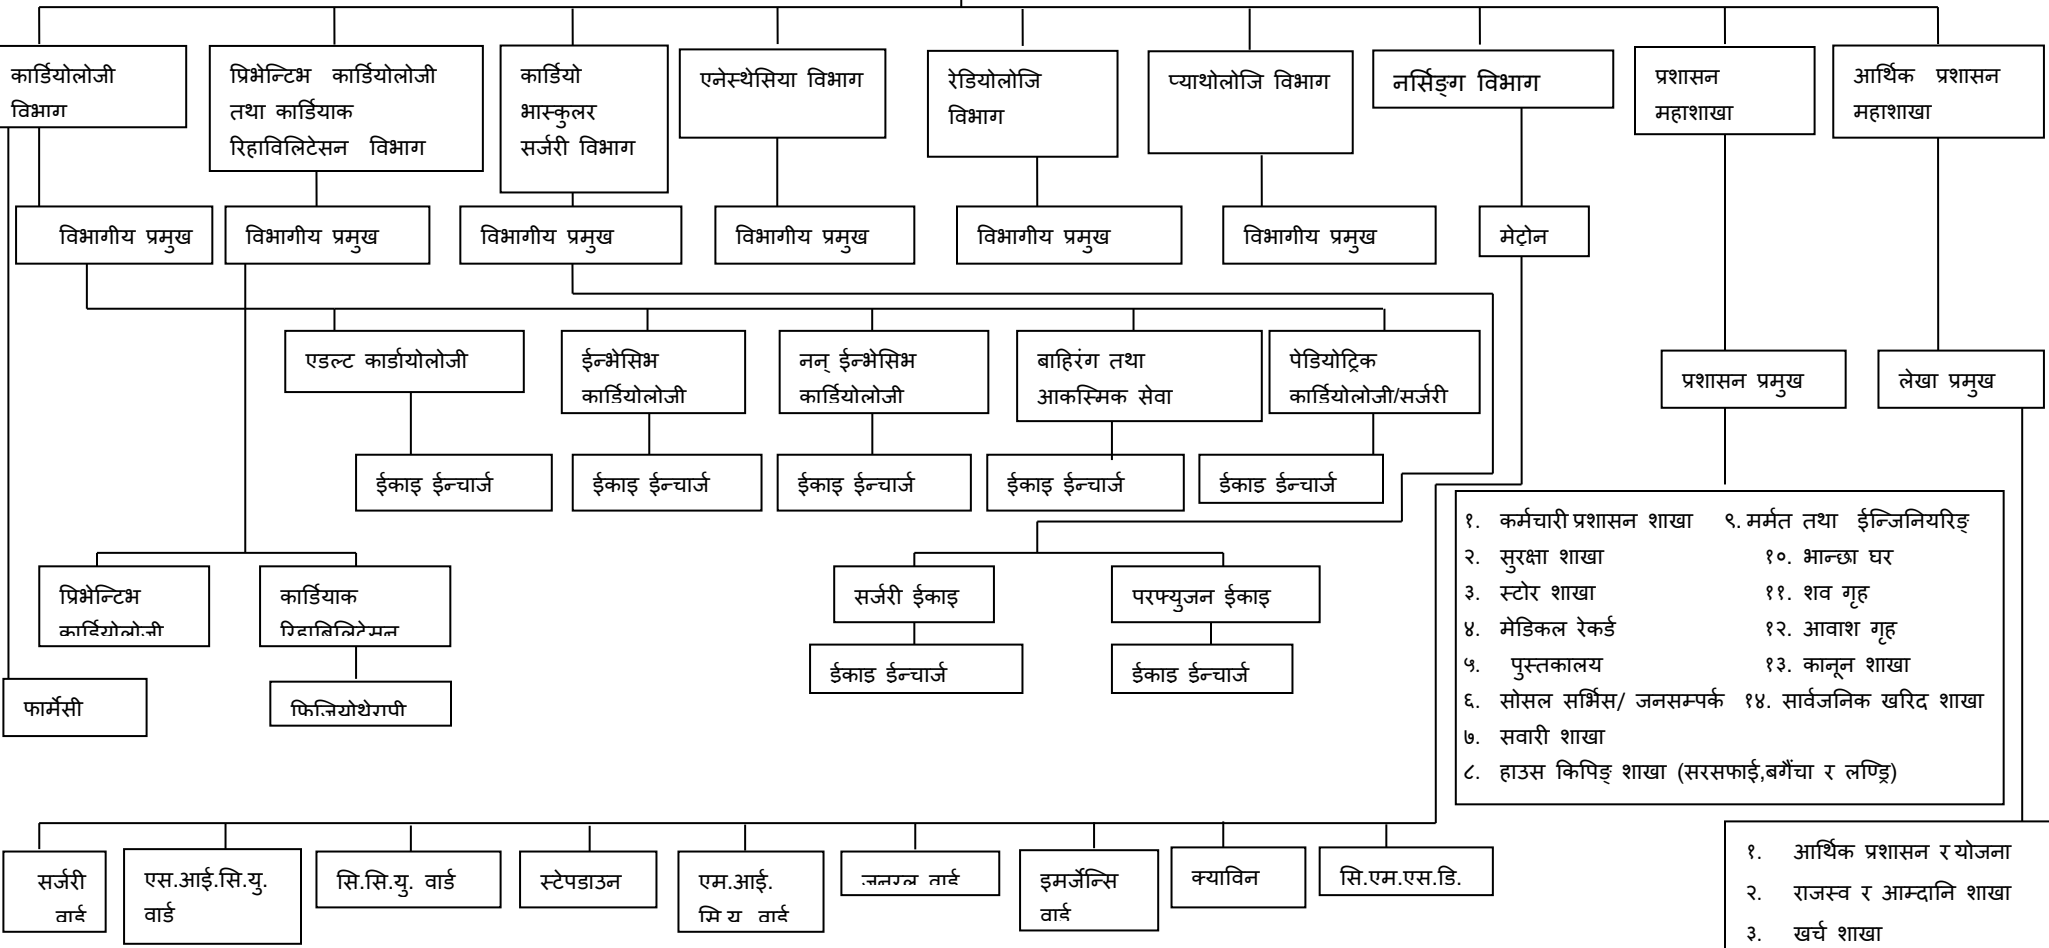 कार्डियोलोजी
विभाग
प्रिभेन्टिभ कार्डियोलोजी
तथा कार्डियाक
रिहाविलिटेसन विभाग
कार्डियो
भास्कुलर
सर्जरी विभाग
एनेस्थेसिया विभाग
रेडियोलोजि
विभाग
प्याथोलोजि विभाग
नर्सिङ्ग विभाग
प्रशासन
महाशाखा
आर्थिक प्रशासन
महाशाखा
विभागीय प्रमुख
विभागीय प्रमुख
विभागीय प्रमुख
विभागीय प्रमुख
विभागीय प्रमुख
विभागीय प्रमुख
मेट्रोन
एडल्ट कार्डायोलोजी
ईन्भेसिभ
कार्डियोलोजी
नन् ईन्भेसिभ
कार्डियोलोजी
बाहिरंग तथा
आकस्मिक सेवा
पेडियोट्रिक
कार्डियोलोजी/सर्जरी
प्रशासन प्रमुख
लेखा प्रमुख
ईकाइ ईन्चार्ज
ईकाइ ईन्चार्ज
ईकाइ ईन्चार्ज
ईकाइ ईन्चार्ज
ईकाइ ईन्चार्ज
१. कर्मचारी प्रशासन शाखा ९. मर्मत तथा ईन्जिनियरिङ्
२. सुरक्षा शाखा १०. भान्छा घर
३. स्टोर शाखा ११. शव गृह
४. मेडिकल रेकर्ड १२. आवाश गृह
५. पुस्तकालय १३. कानून शाखा
६. सोसल सर्भिस/ जनसम्पर्क १४. सार्वजनिक खरिद शाखा
७. सवारी शाखा
८. हाउस किपिङ् शाखा (सरसफाई,बगैंचा र लण्ड्रि)
प्रिभेन्टिभ
कार्डियोलोजी
कार्डियाक
रिहाबिलिटेसन
सर्जरी ईकाइ
परफ्युजन ईकाइ
ईकाइ ईन्चार्ज
ईकाइ ईन्चार्ज
फार्मेसी
फिजियोथेरापी
सर्जरी
वार्ड
एस.आई.सि.यु.
वार्ड
सि.सि.यु. वार्ड
स्टेपडाउन
एम.आई.
सि.यु. वार्ड
जनरल वार्ड
इमर्जेन्सि
वार्ड
क्याविन
सि.एम.एस.डि.
१. आर्थिक प्रशासन र योजना
२. राजस्व र आम्दानि शाखा
३. खर्च शाखा